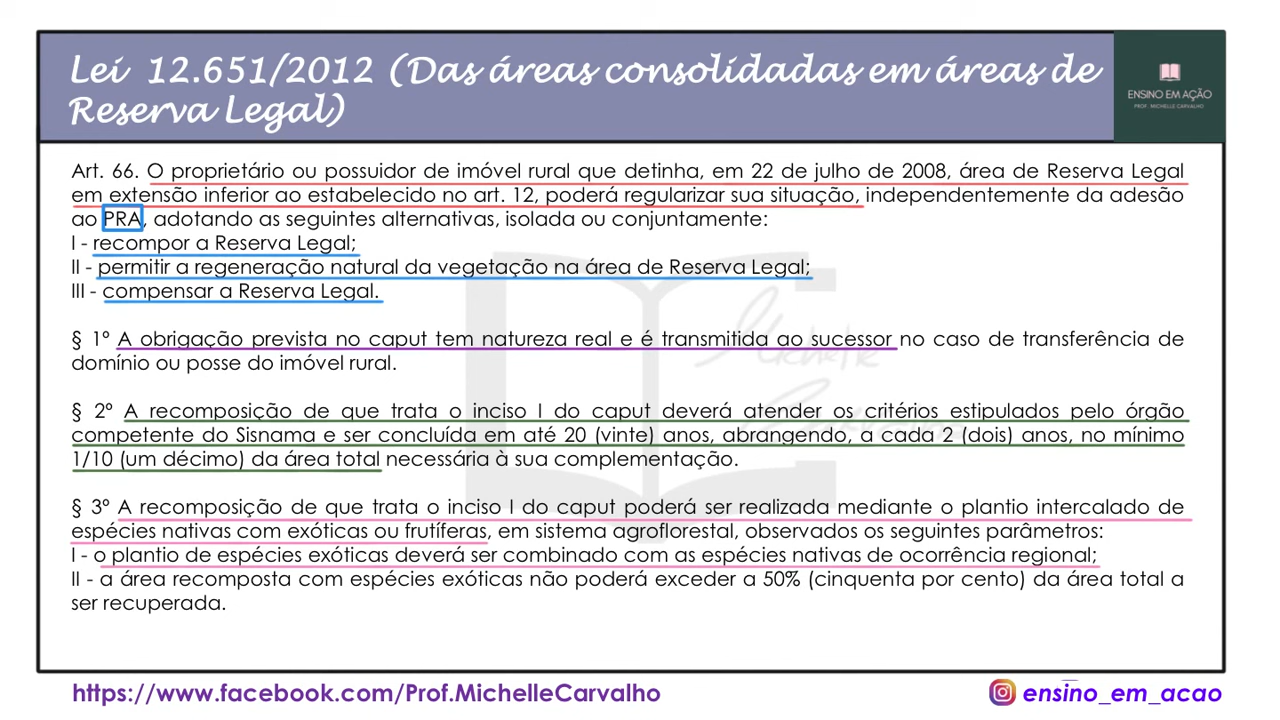 Lei 12.651/2012 (Das áreas consolidadas em áreas de
Reserva Legal)
ENSINO EM AÇÃO
PROF. MICHELLE CARVALHO
Art. 66. O proprietário ou possuidor de imóvel rural que detinha, em 22 de julho de 2008, área de Reserva Legal
em extensão inferior ao estabelecido no art. 12, poderá regularizar sua situação, independentemente da adesão
ao PRA, adotando as seguintes alternativas, isolada ou conjuntamente:
I - recompor a Reserva Legal;
II - permitir a regeneração natural da vegetação na área de Reserva Legal;
III - compensar a Reserva Legal.
§ 1º A obrigação prevista no caput tem natureza real e é transmitida ao sucessor no caso de transferência de
domínio ou posse do imóvel rural.
§ 2º A recomposição de que trata o inciso I do caput deverá atender os critérios estipulados pelo órgão
competente do Sisnama e ser concluída em até 20 (vinte) anos, abrangendo, a cada 2 (dois) anos, no mínimo
1/10 (um décimo) da área total necessária à sua complementação.
§ 3º A recomposição de que trata o inciso I do caput poderá ser realizada mediante o plantio intercalado de
espécies nativas com exóticas ou frutíferas, em sistema agroflorestal, observados os seguintes parâmetros:
I - o plantio de espécies exóticas deverá ser combinado com as espécies nativas de ocorrência regional;
II - a área recomposta com espécies exóticas não poderá exceder a 50% (cinquenta por cento) da área total a
ser recuperada.
Michelle
Carvalho
https://www.facebook.com/Prof.MichelleCarvalho
ensino_em_acao